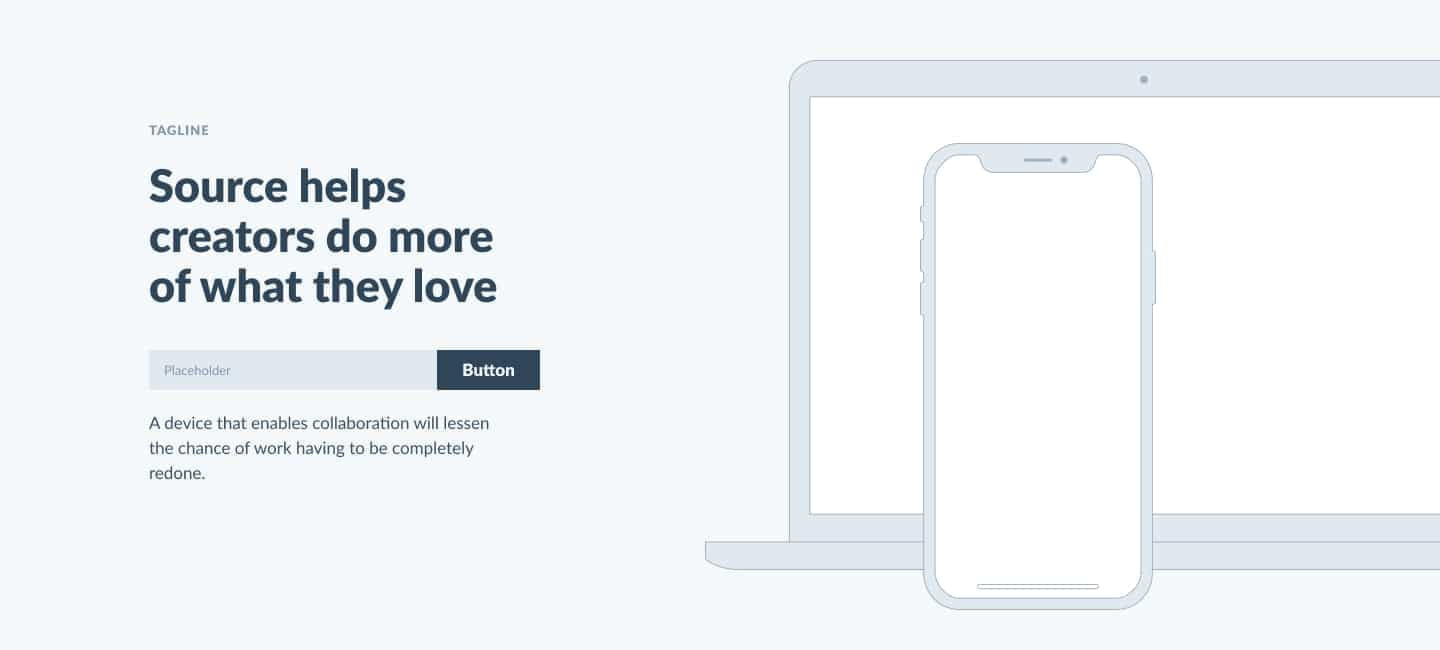 TAGLINE
Source helps
creators do more
of what they love
Placeholder
Button
A device that enables collaboration will lessen
the chance of work having to be completely
redone.